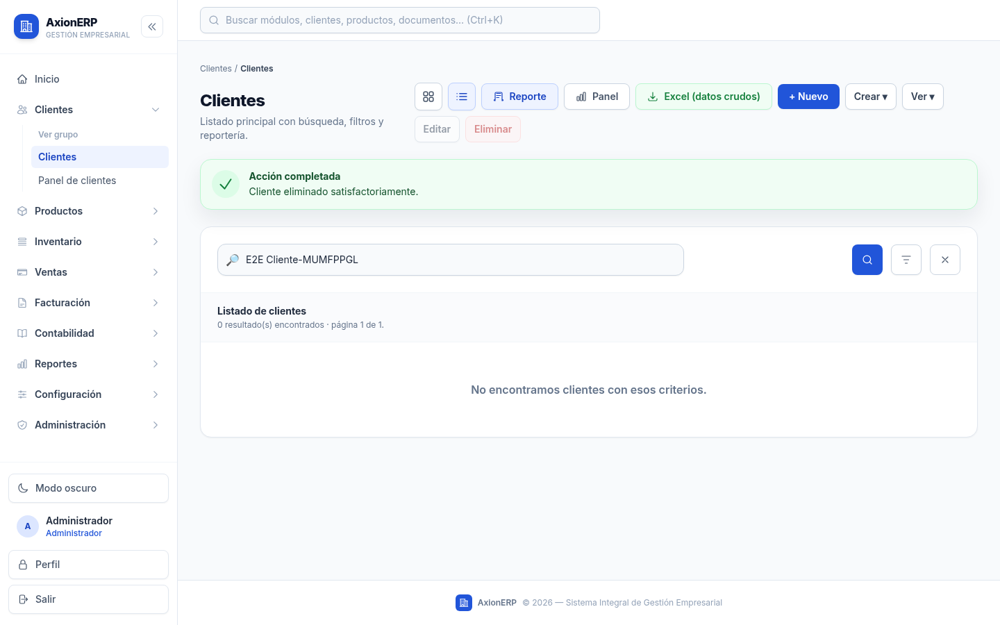 AxionERP
GESTIÓN EMPRESARIAL
Inicio
Clientes
Ver grupo
Clientes
Panel de clientes
Productos
Inventario
Ventas
Facturación
Contabilidad
Reportes
Configuración
Administración
Modo oscuro
A
Administrador
Administrador
Perfil
Salir
Buscar módulos, clientes, productos, documentos... (Ctrl+K)
Clientes / Clientes
Clientes
Listado principal con búsqueda, filtros y
reportería.
Reporte
Panel
Excel (datos crudos)
+ Nuevo
Crear ▾
Ver ▾
Editar
Eliminar
Acción completada
Cliente eliminado satisfactoriamente.
🔎 E2E Cliente-MUMFPPGL
Listado de clientes
0 resultado(s) encontrados · página 1 de 1.
No encontramos clientes con esos criterios.
AxionERP © 2026 — Sistema Integral de Gestión Empresarial